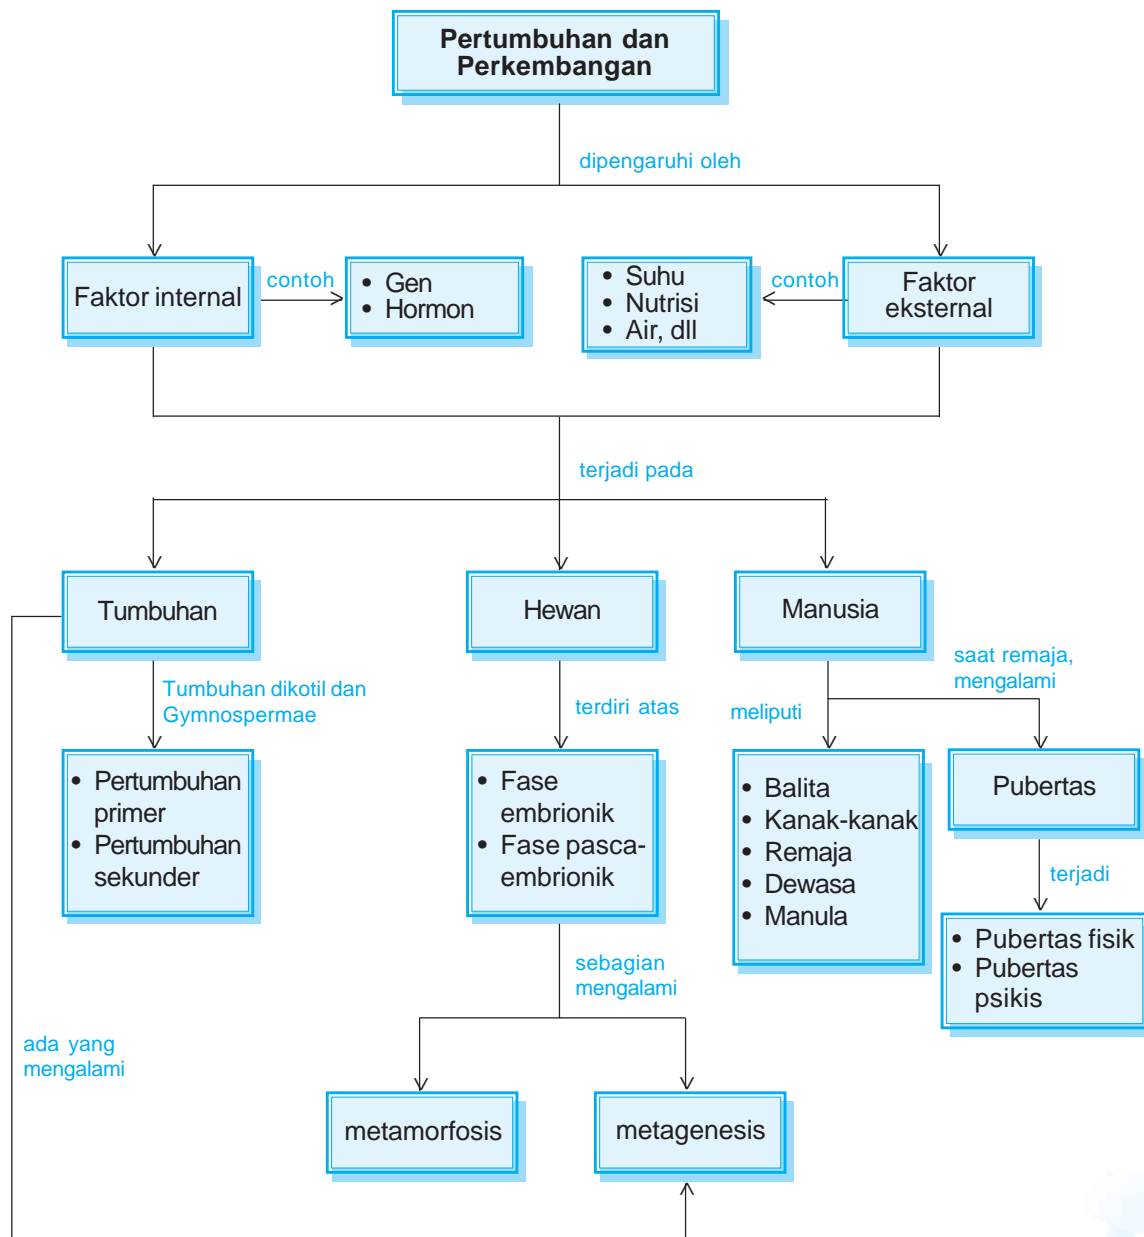 Pertumbuhan dan
Perkembangan
dipengaruhi oleh
Faktor internal
contoh
• Gen
• Hormon
• Suhu
• Nutrisi
• Air, dll
contoh
Faktor
eksternal
terjadi pada
Tumbuhan
Hewan
Manusia
Tumbuhan dikotil dan
Gymnospermae
terdiri atas
meliputi
saat remaja,
mengalami
• Pertumbuhan
primer
• Pertumbuhan
sekunder
• Fase
embrionik
• Fase pasca-
embrionik
• Balita
• Kanak-kanak
• Remaja
• Dewasa
• Manula
Pubertas
terjadi
• Pubertas fisik
• Pubertas
psikis
sebagian
mengalami
ada yang
mengalami
metamorfosis
metagenesis